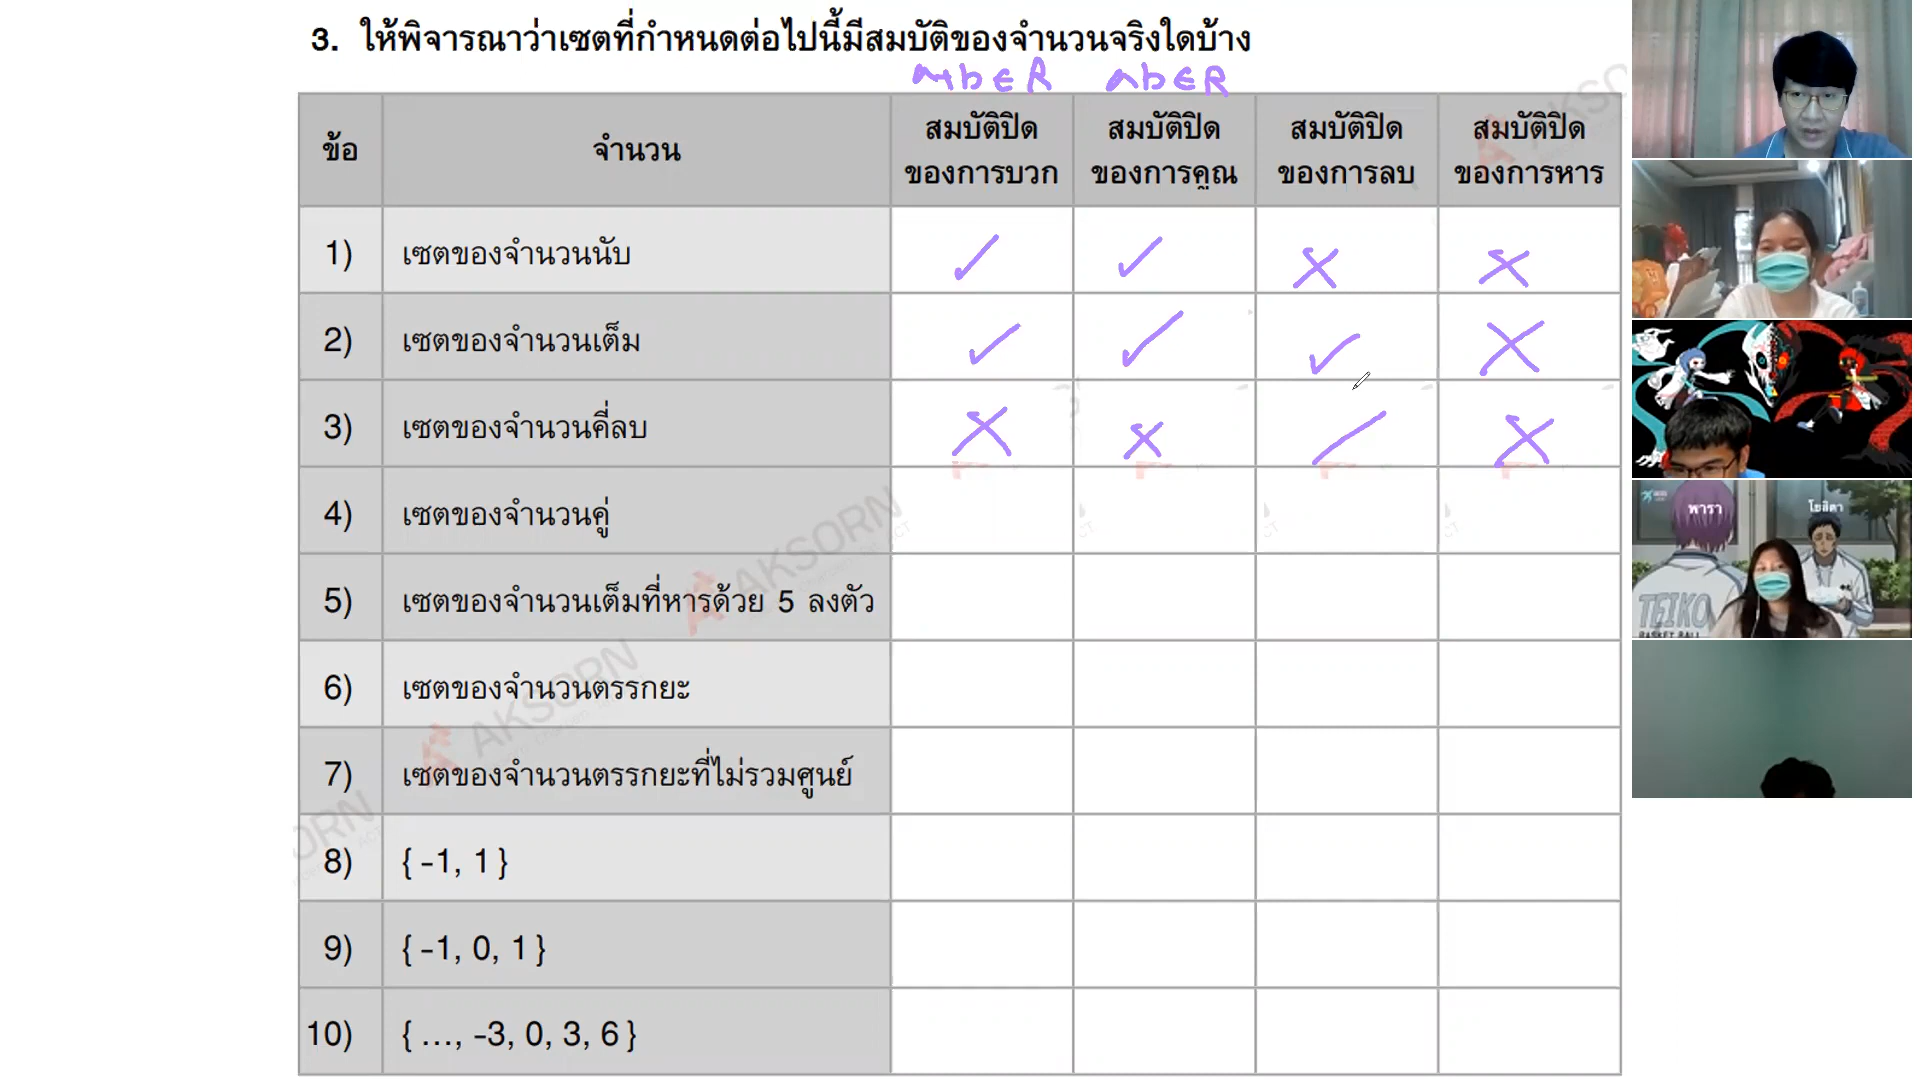 3. ให้พิจารณาว่าเซตที่กำหนดต่อไปนี้มีสมบัติของจำนวนจริงใดบ้าง
a+b∈R ab∈R
ข้อ จำนวน สมบัติปิดของการบวก สมบัติปิดของการคูณ สมบัติปิดของการลบ สมบัติปิดของการหาร
1) เซตของจำนวนนับ ✓ ✓ ✗ ✗
2) เซตของจำนวนเต็ม ✓ ✓ ✓ ✗
3) เซตของจำนวนคี่ลบ ✗ ✗ / ✗
4) เซตของจำนวนคู่
5) เซตของจำนวนเต็มที่หารด้วย 5 ลงตัว
6) เซตของจำนวนตรรกยะ
7) เซตของจำนวนตรรกยะที่ไม่รวมศูนย์
8) { -1, 1 }
9) { -1, 0, 1 }
10) { ..., -3, 0, 3, 6 }
AKSORN
AKSORN
พารา
โยสิตา
TEIKO
BASKET BALL